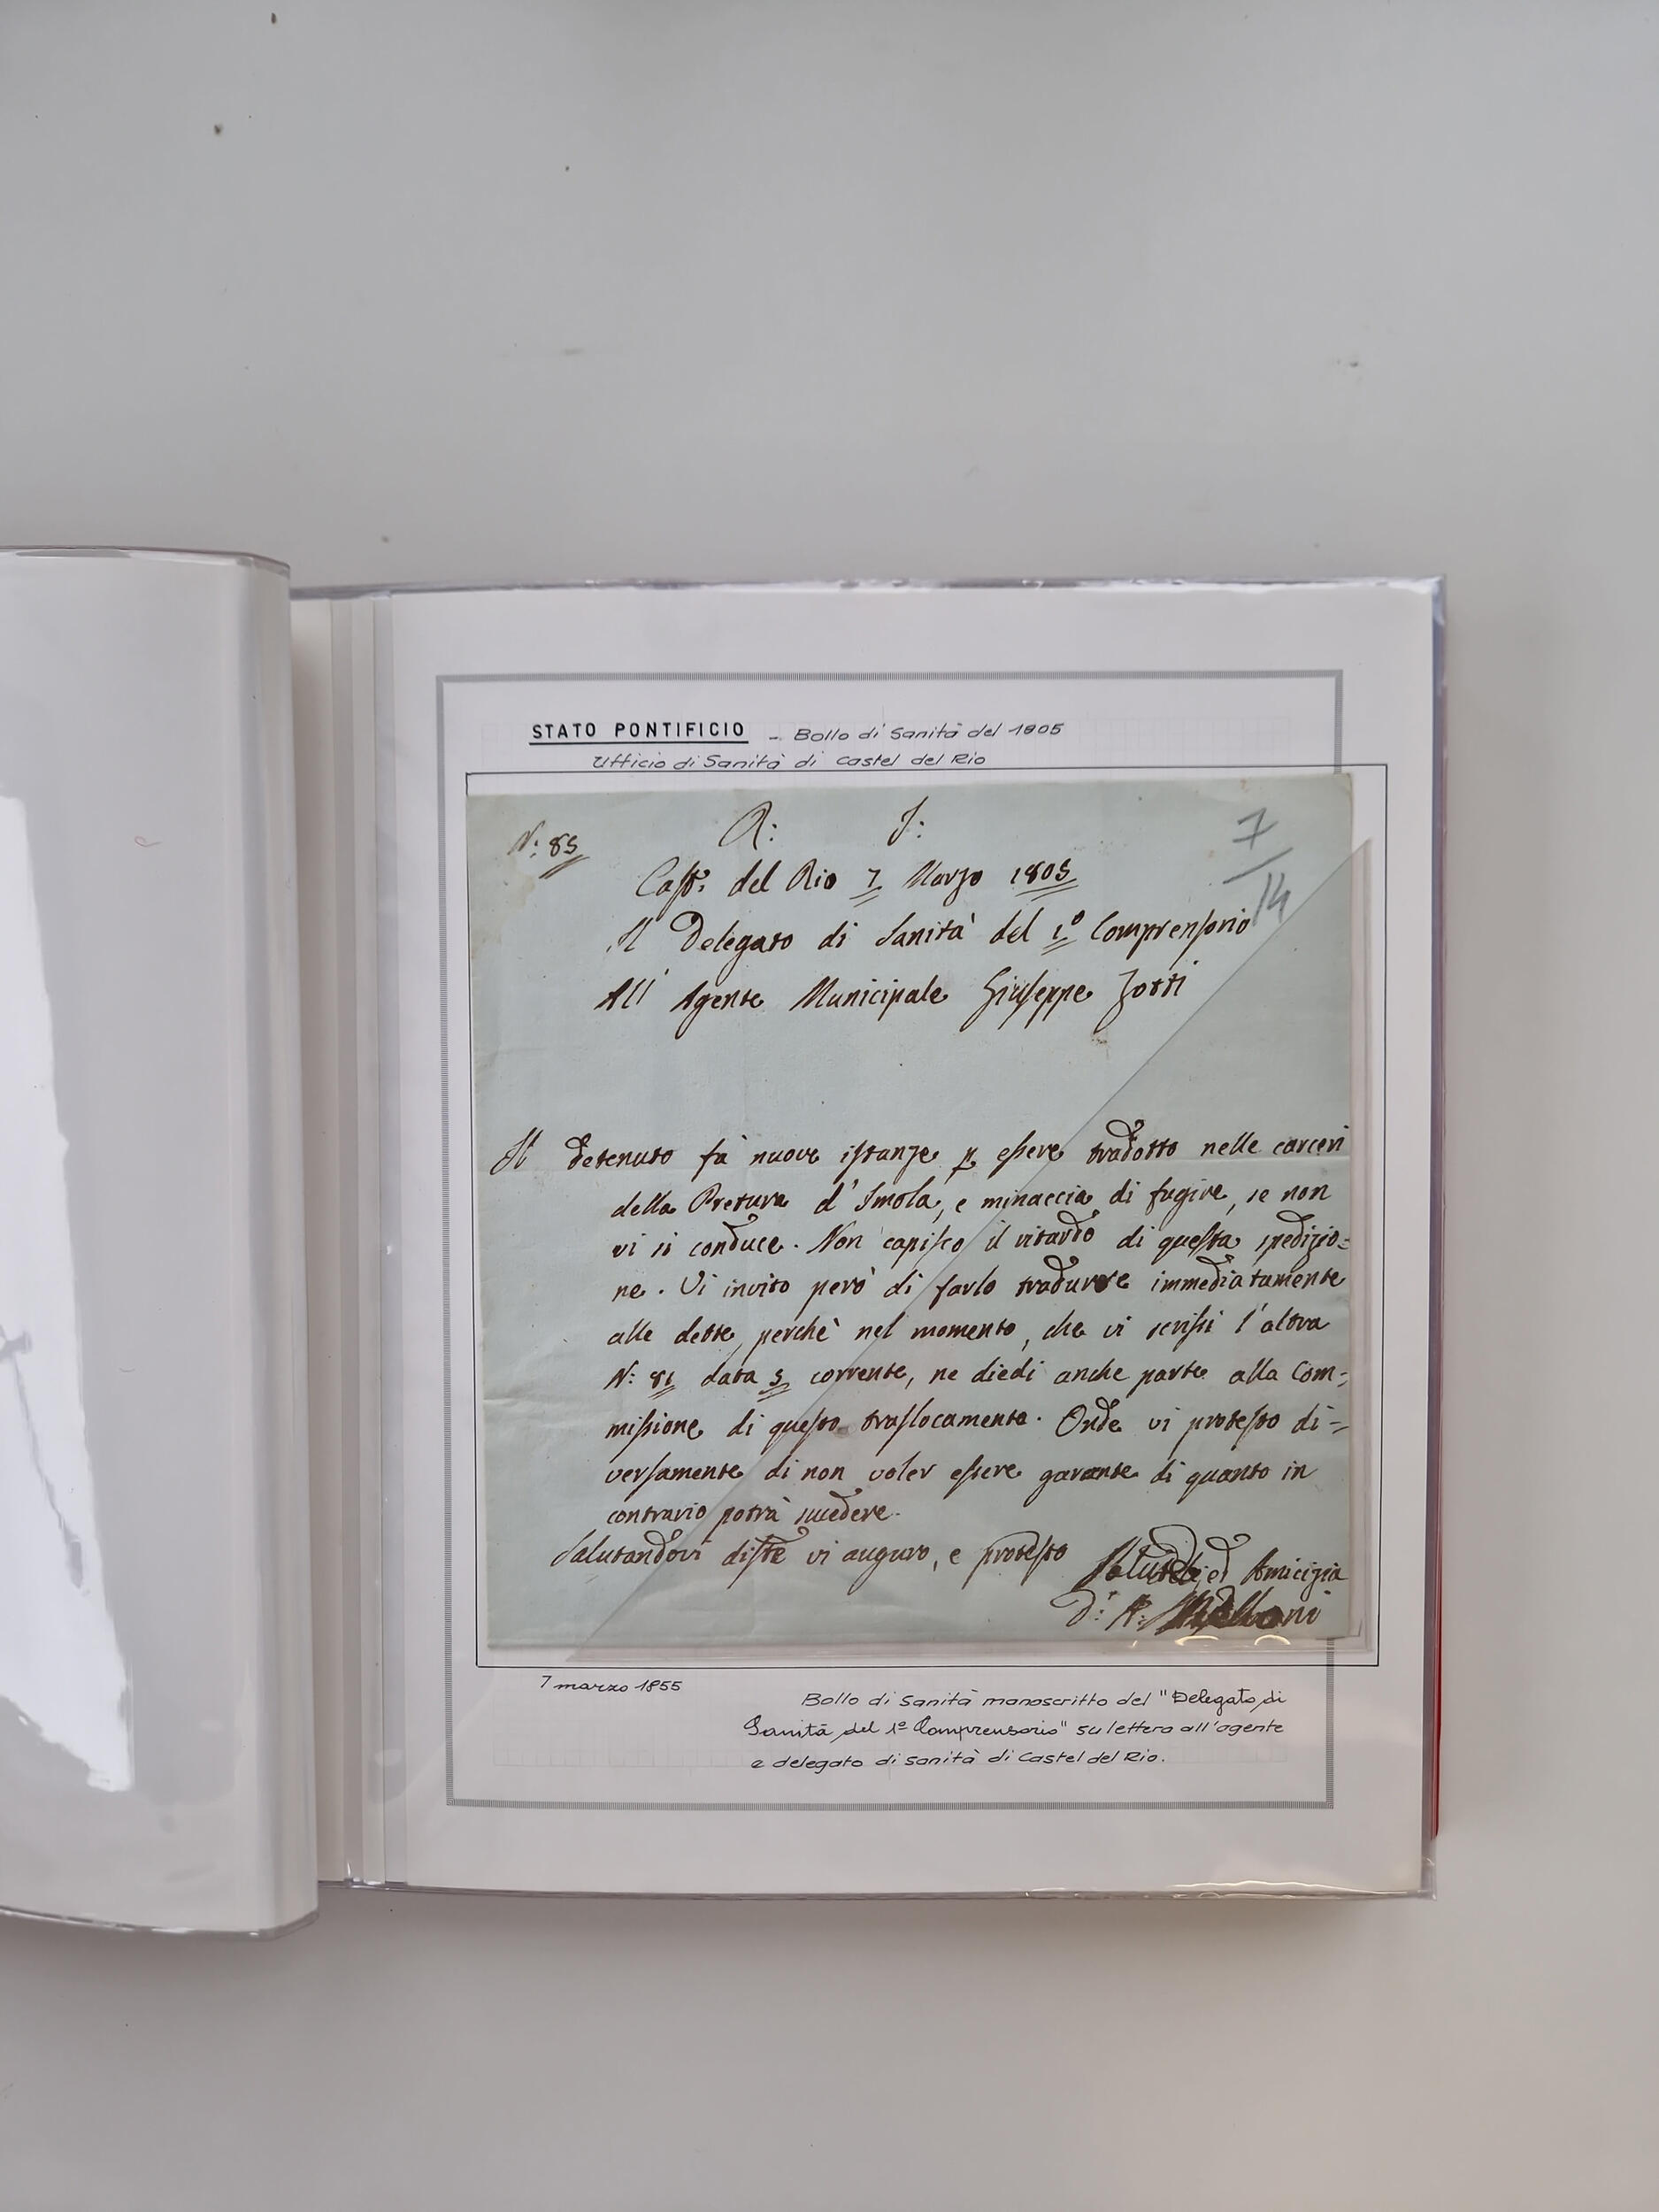 STATO PONTIFICIO - Bollo di Sanità del 1805
Ufficio di Sanità di Castel del Rio
N: 85
R: I:
7/14
Cast: del Rio 7 Marzo 1805
Il Delegato di Sanità del 1º Comprensorio
All' Agente Municipale Giuseppe Zotti
Il detenuto fà nuove istanze p essere tradotto nelle carceri
della Pretura d'Imola, e minaccia di fugire, se non
vi si conduce. Non capisco il ritardo di questa spedizio=
ne. Vi invito però di farlo tradurre immediatamente
alle dette, perchè nel momento, che vi scrissi l'altra
N: 81 data 5 corrente, ne diedi anche parte alla Com=
missione di questo traslocamento. Onde vi protesto di=
versamente di non voler essere garante di quanto in
contrario potrà succedere.
Salutandovi vi auguro, e protesto
Salute, ed Amicizia
D:
7 marzo 1855
Bollo di Sanità manoscritto del "Delegato di
Sanità del 1º Comprensorio" su lettera all'agente
e delegato di Sanità di Castel del Rio.